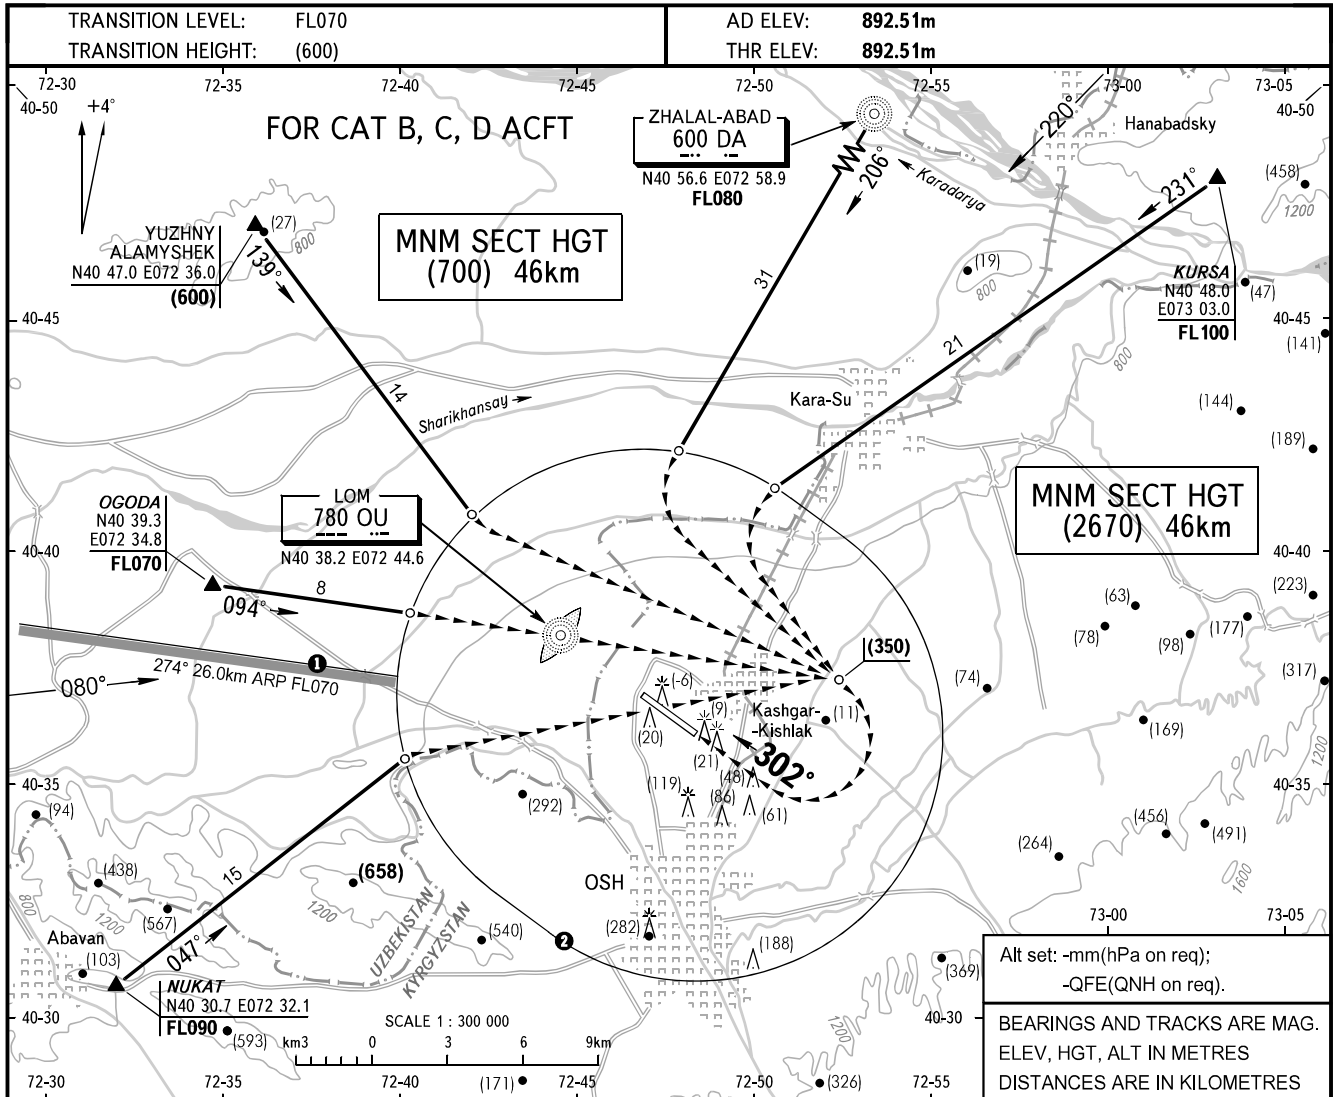 TRANSITION LEVEL: FL070
TRANSITION HEIGHT: (600)
AD ELEV: 892.51m
THR ELEV: 892.51m
72-30 72-35 72-40 72-45 72-50 72-55 73-00 73-05
40-50 40-50
+4°
FOR CAT B, C, D ACFT
ZHALAL-ABAD
600 DA
N40 56.6 E072 58.9
FL080
206°
Karadarya
220°
Hanabadsky
231°
(458)
1200
YUZHNY
ALAMYSHEK
N40 47.0 E072 36.0
(600)
(27)
800
139°
MNM SECT HGT
(700) 46km
31
(19)
800
KURSA
N40 48.0
E073 03.0
FL100
(47)
40-45 40-45
(141)
21
800
14
Sharikhansay
Kara-Su
(144)
(189)
OGODA
N40 39.3
E072 34.8
FL070
LOM
780 OU
N40 38.2 E072 44.6
MNM SECT HGT
(2670) 46km
40-40 40-40
8
094°
(223)
(63)
(78)
(98)
(177)
(350)
1
274° 26.0km ARP FL070
080°
(74)
(317)
(-6)
(9)
Kashgar-
-Kishlak
(11)
(169)
(20)
(21)
302°
1200
40-35 40-35
(48)
(119)
(86)
(61)
(94)
(292)
(456)
(491)
(264)
(438)
15
(658)
OSH
1600
800
1200
(567)
1200
UZBEKISTAN
KYRGYZSTAN
(540)
2
(282)
(188)
73-00 73-05
Abavan
(103)
047°
(369)
Alt set: -mm(hPa on req);
-QFE(QNH on req).
NUKAT
N40 30.7 E072 32.1
FL090
40-30 40-30
(593)
SCALE 1 : 300 000
km3 0 3 6 9km
1200
BEARINGS AND TRACKS ARE MAG.
ELEV, HGT, ALT IN METRES
DISTANCES ARE IN KILOMETRES
(171)
(326)
72-30 72-35 72-40 72-45 72-50 72-55